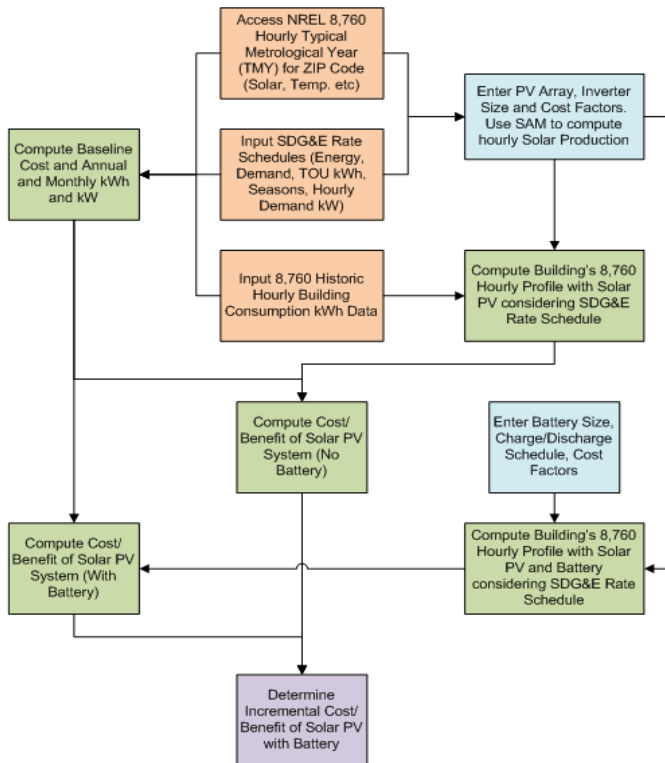 Access NREL 8,760
Hourly Typical
Metrological Year
(TMY) for ZIP Code
(Solar, Temp. etc)
Enter PV Array, Inverter
Size and Cost Factors.
Use SAM to compute
hourly Solar Production
Compute Baseline
Cost and Annual
and Monthly kWh
and kW
Input SDG&E Rate
Schedules (Energy,
Demand, TOU kWh,
Seasons, Hourly
Demand kW)
Input 8,760 Historic
Hourly Building
Consumption kWh Data
Compute Building's 8,760
Hourly Profile with Solar
PV considering SDG&E
Rate Schedule
Compute Cost/
Benefit of Solar PV
System (No
Battery)
Enter Battery Size,
Charge/Discharge
Schedule, Cost
Factors
Compute Cost/
Benefit of Solar PV
System (With
Battery)
Compute Building's 8,760
Hourly Profile with Solar
PV and Battery
considering SDG&E Rate
Schedule
Determine
Incremental Cost/
Benefit of Solar PV
with Battery